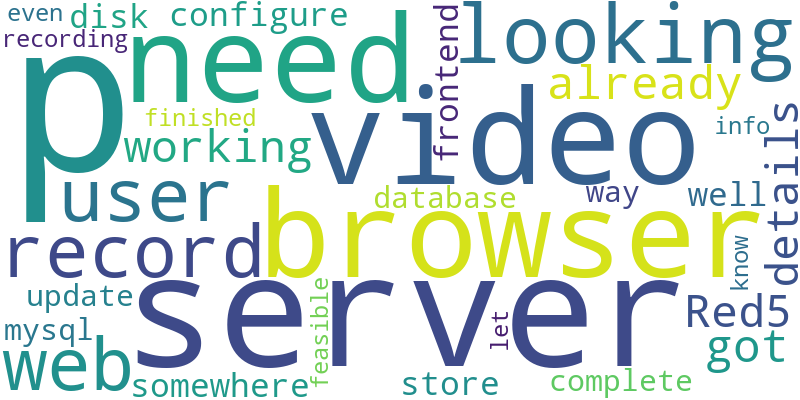 even
disk
configure
recording
p
need
frontend
looking
already
finished
working
video
info
details
user
database
way
well
record
browser
know
server
update
feasible
let
Red5
mysql
web
got
somewhere
store
complete